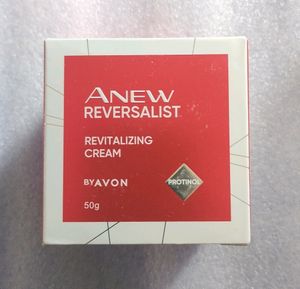 ANEW
REVERSALIST
REVITALIZING
CREAM
BY AVON
PROTINOL
50g